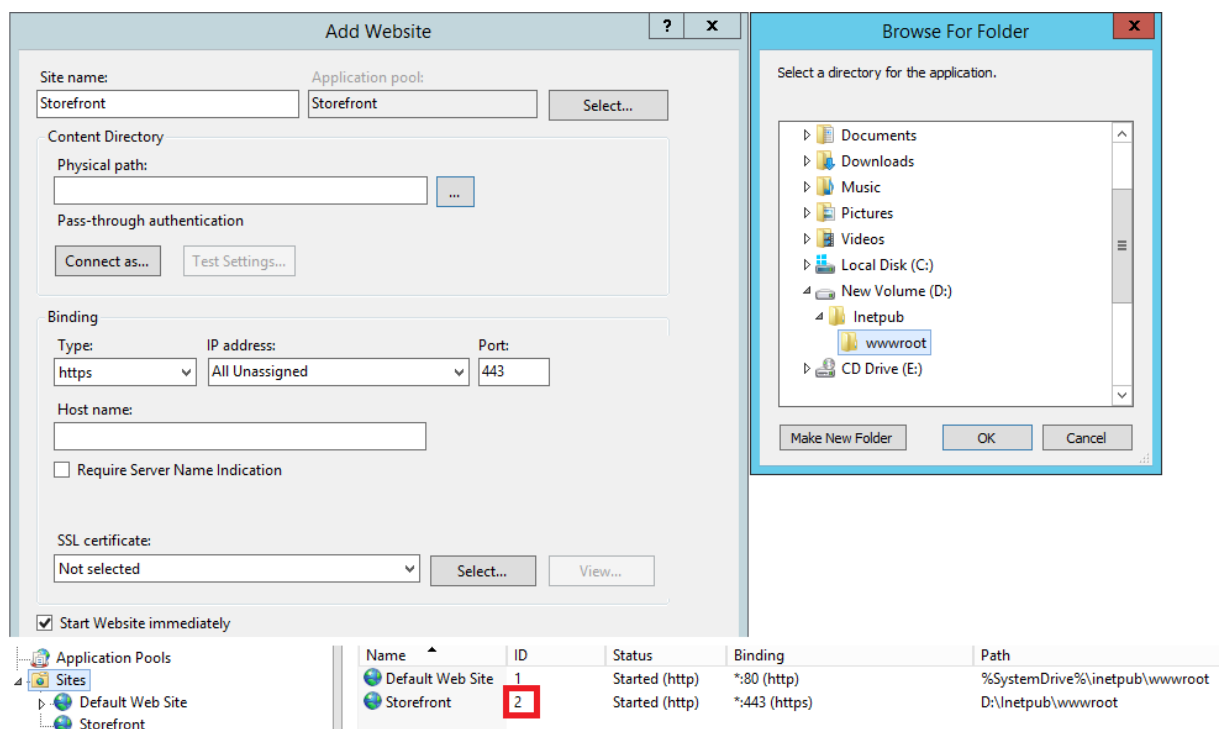 Add Website
? x
Site name:
Application pool:
Storefront
Storefront
Select...
Content Directory
Physical path:
...
Pass-through authentication
Connect as...
Test Settings...
Binding
Type:
IP address:
Port:
https
All Unassigned
443
Host name:
Require Server Name Indication
SSL certificate:
Not selected
Select...
View...
Start Website immediately
Browse For Folder
x
Select a directory for the application.
Documents
Downloads
Music
Pictures
Videos
Local Disk (C:)
New Volume (D:)
Inetpub
wwwroot
CD Drive (E:)
Make New Folder
OK
Cancel
Application Pools
Sites
Default Web Site
Storefront
Name ID Status Binding Path
Default Web Site 1 Started (http) *:80 (http) %SystemDrive%\inetpub\wwwroot
Storefront 2 Started (http) *:443 (https) D:\Inetpub\wwwroot